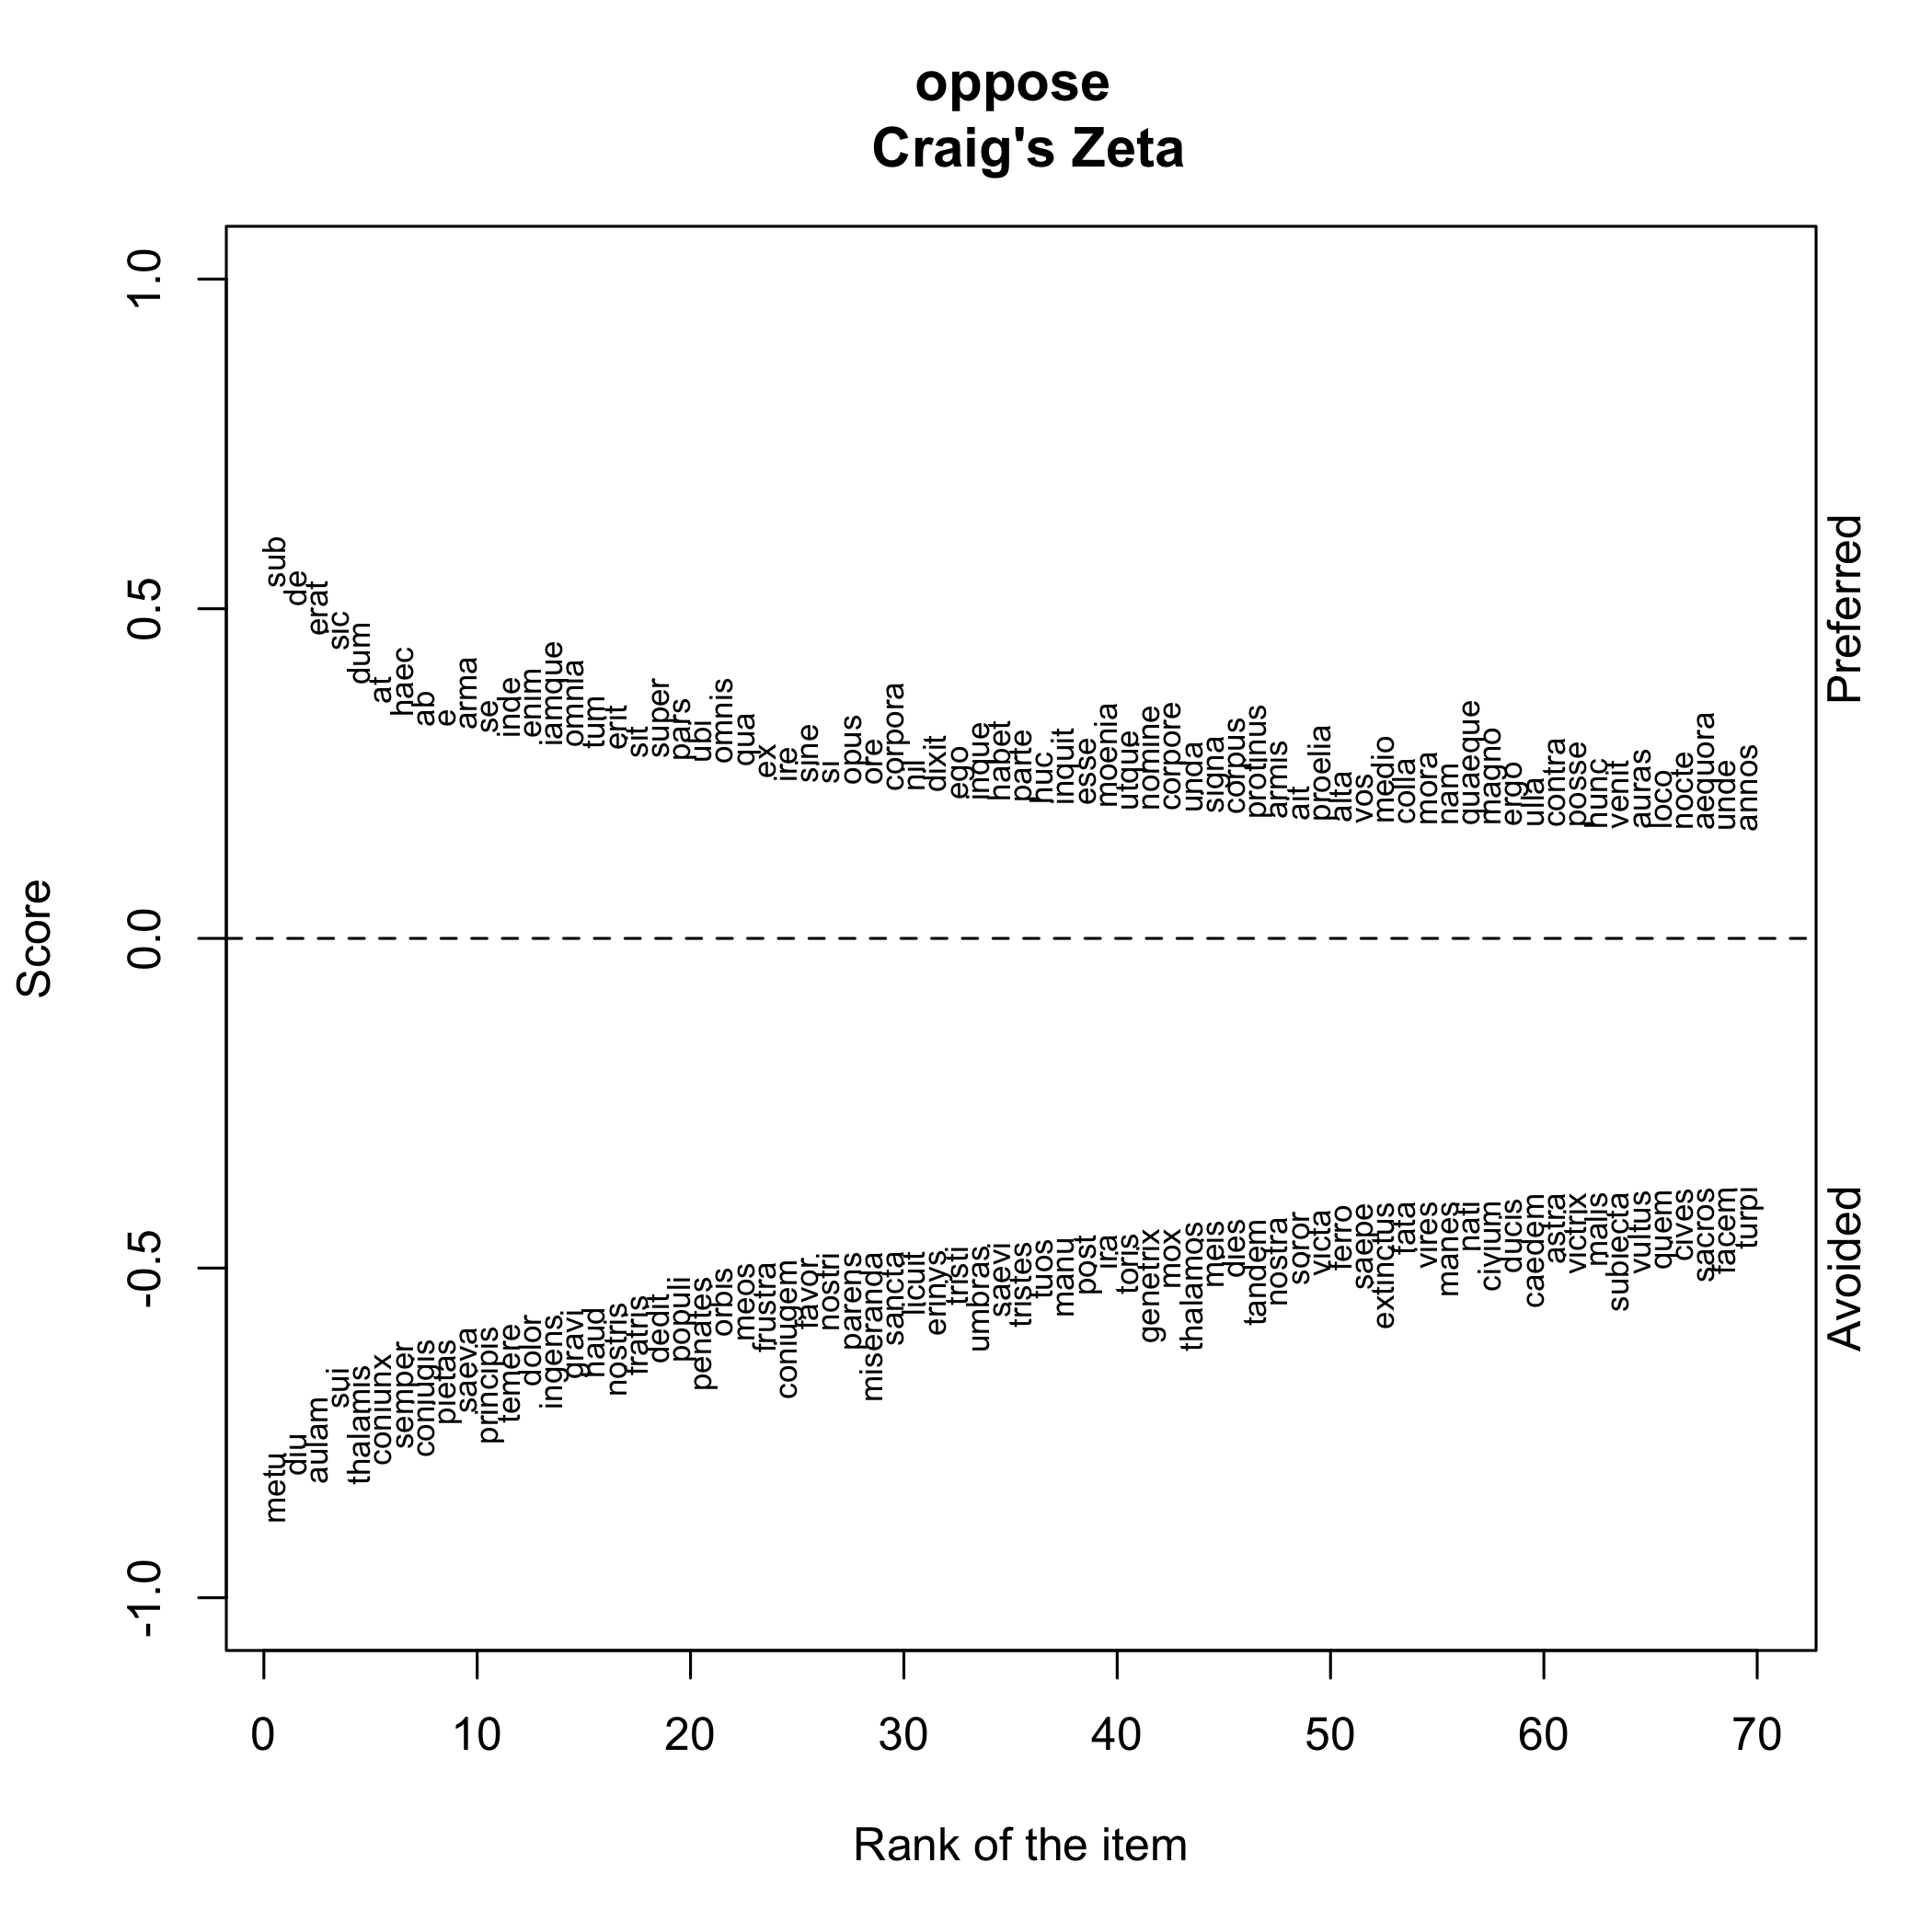 oppose
Craig's Zeta
Score
1.0
0.5
0.0
-0.5
-1.0
Preferred
Avoided
sub
de
erat
sic
dum
at
haec
ab
e
arma
se
inde
enim
iamque
omnia
tum
erit
sit
super
pars
ubi
omnis
qua
ex
ire
sine
si
opus
ore
corpora
nil
dixit
ego
inque
habet
parte
huc
inquit
esse
moenia
utque
nomine
corpore
unda
signa
corpus
protinus
armis
ait
proelia
alta
vos
medio
colla
mora
nam
quaeque
magno
ergo
ulla
contra
posse
hunc
venit
auras
loco
nocte
aequora
unde
annos
metu
diu
aulam
sui
thalamis
coniunx
semper
coniugis
pietas
saeva
principis
temere
dolor
ingens
gravi
haud
nostris
fratris
dedit
populi
penates
orbis
meos
frustra
coniugem
favor
nostri
parens
miseranda
sancta
licuit
erinys
tristi
umbras
saevi
tristes
tuos
manu
post
ira
toris
genetrix
mox
thalamos
meis
dies
tandem
nostra
soror
victa
ferro
saepe
extinctus
fata
vires
manes
nati
civium
ducis
caedem
astra
victrix
malis
subiecta
vultus
quem
cives
sacros
facem
turpi
0 10 20 30 40 50 60 70
Rank of the item